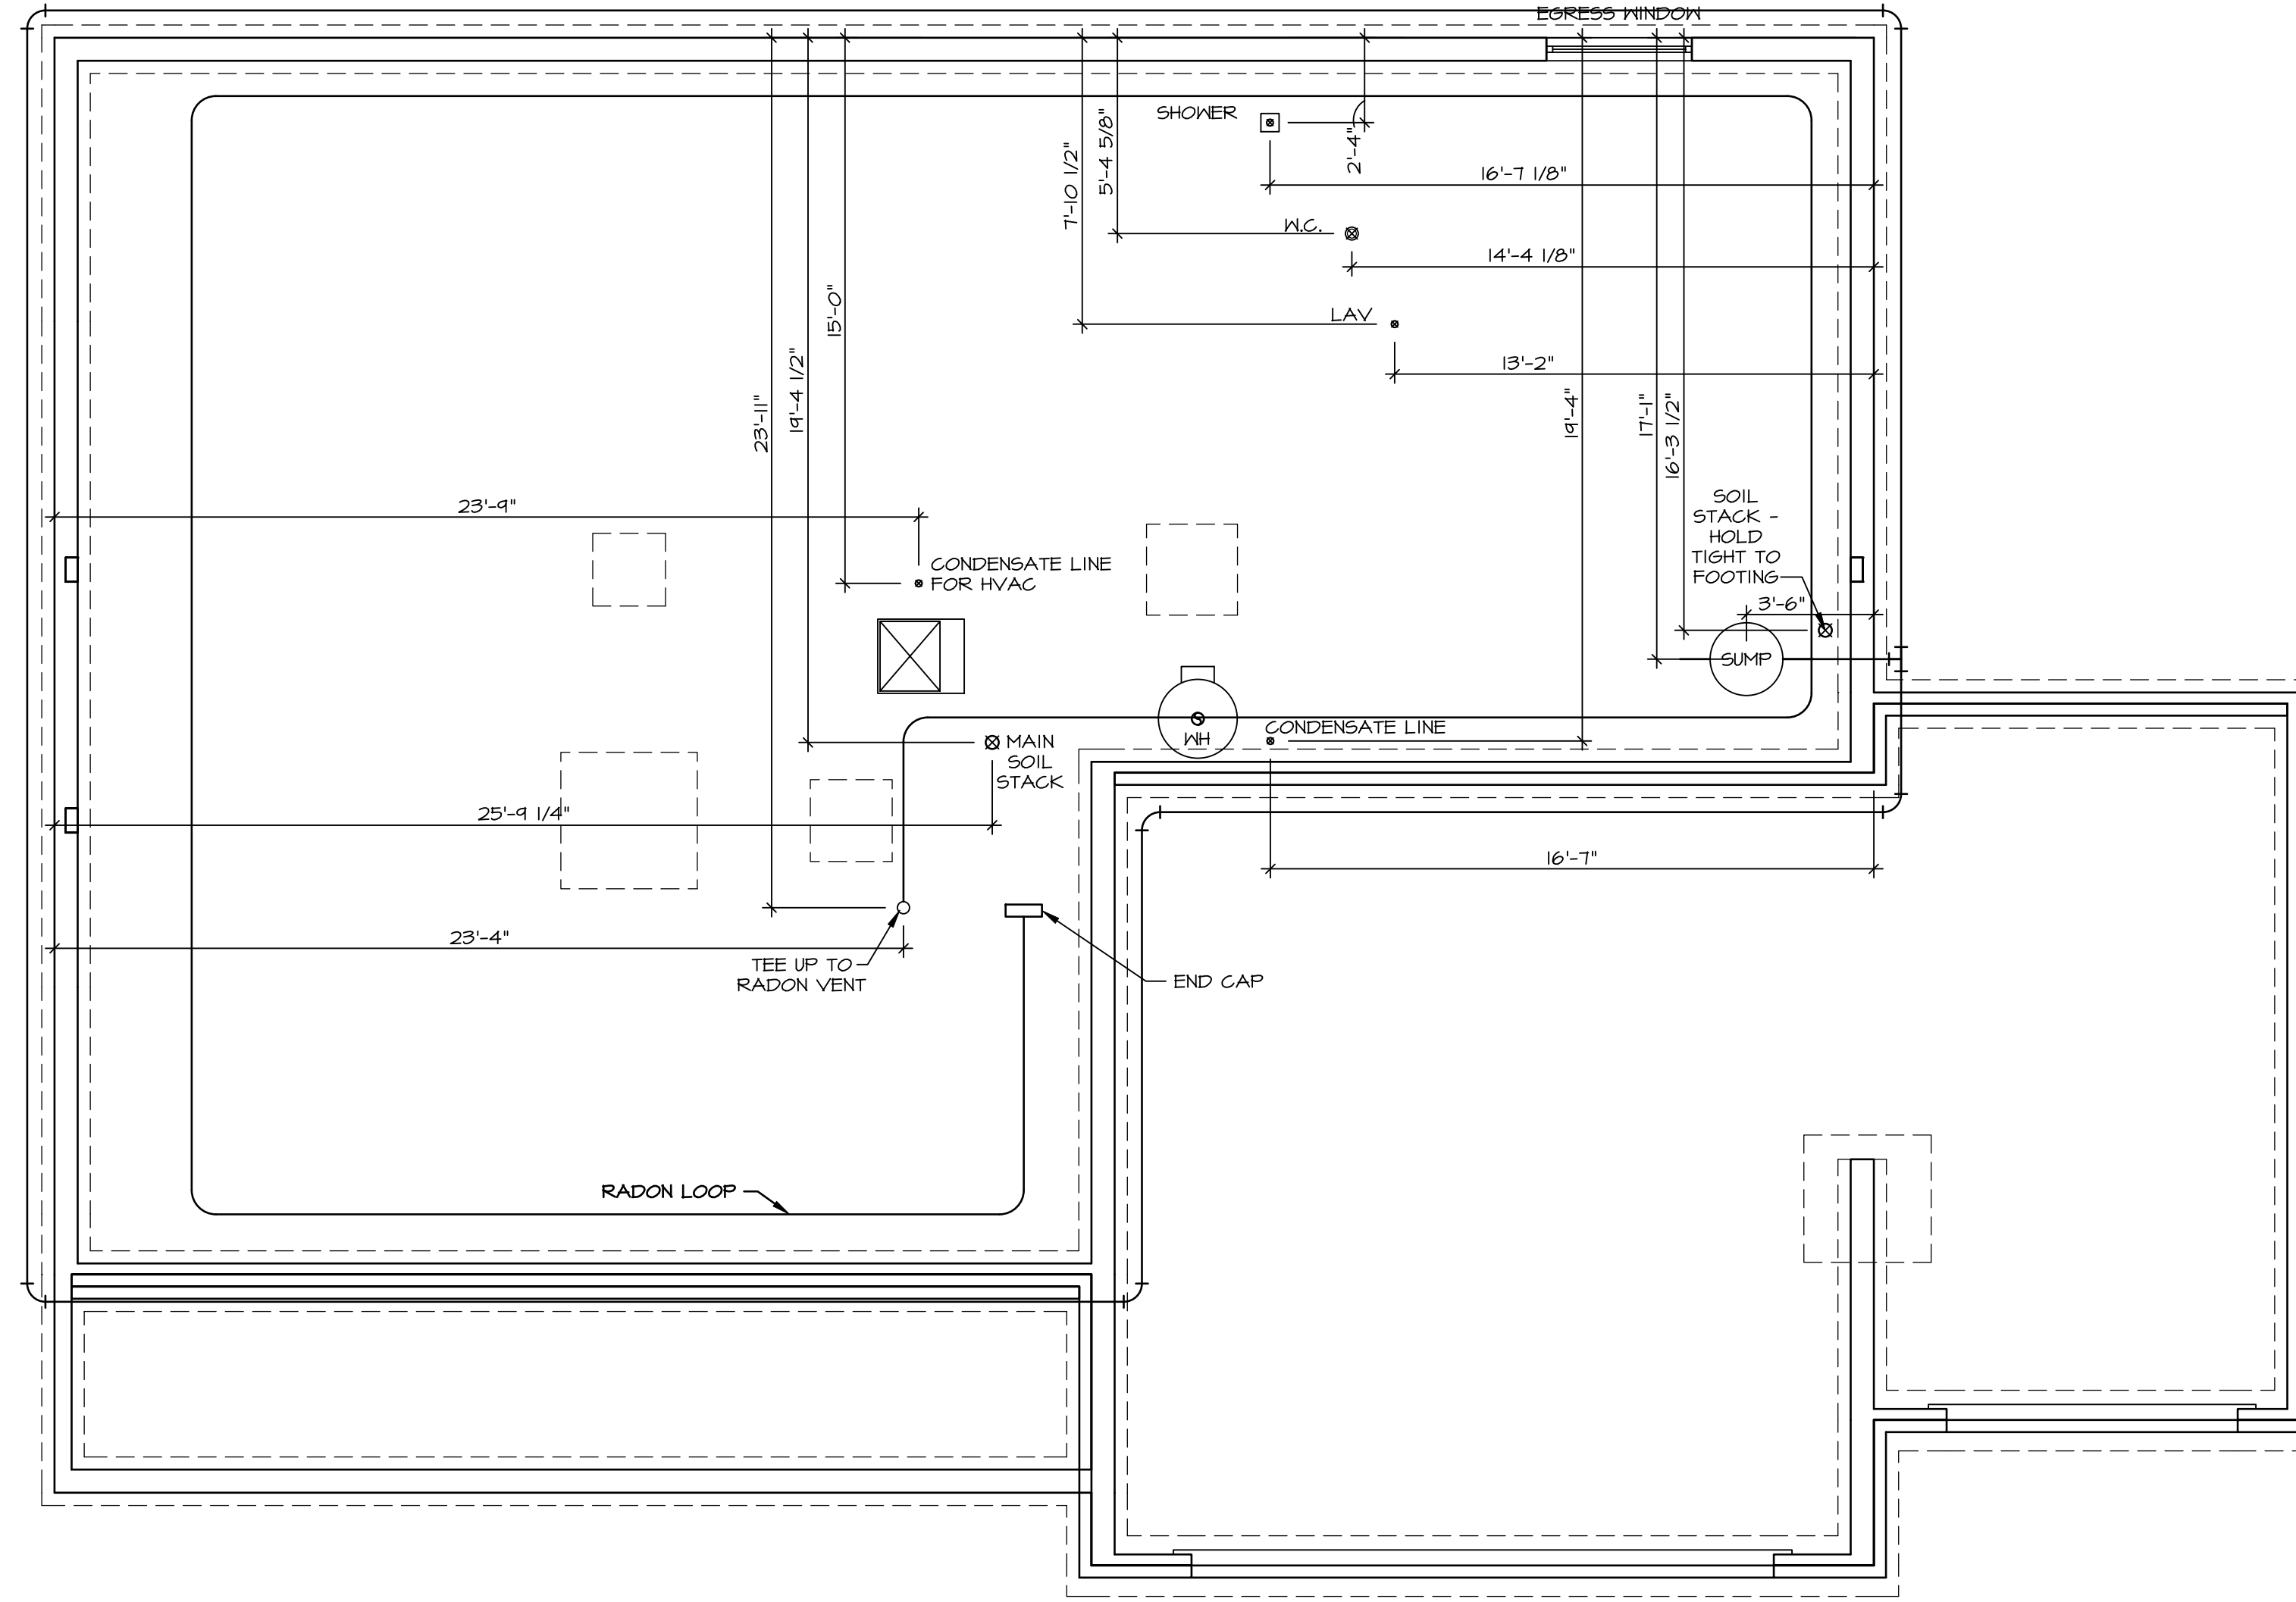 EGRESS WINDOW
SHOWER
2'-4"
5'-4 5/8"
7'-10 1/2"
16'-7 1/8"
W.C.
14'-4 1/8"
15'-0"
LAV
13'-2"
19'-4 1/2"
23'-11"
19'-4"
17'-1"
16'-3 1/2"
23'-9"
SOIL
STACK -
HOLD
TIGHT TO
FOOTING
CONDENSATE LINE
FOR HVAC
3'-6"
SUMP
WH
CONDENSATE LINE
MAIN
SOIL
STACK
25'-9 1/4"
16'-7"
23'-4"
TEE UP TO
RADON VENT
END CAP
RADON LOOP